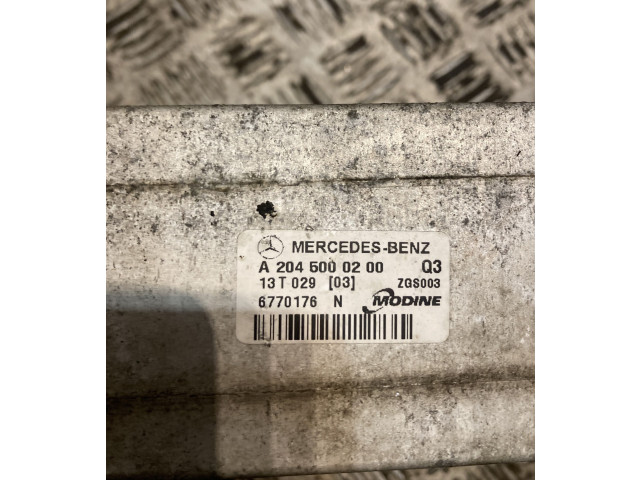 MERCEDES-BENZ
A 204 500 02 00 Q3
13 T 029 [03] ZGS003
6770176 N MODINE